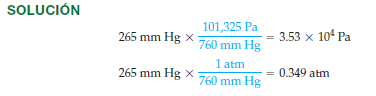 SOLUCIÓN
265 mm Hg × 101,325 Pa / 760 mm Hg = 3.53 × 10⁴ Pa
265 mm Hg × 1 atm / 760 mm Hg = 0.349 atm